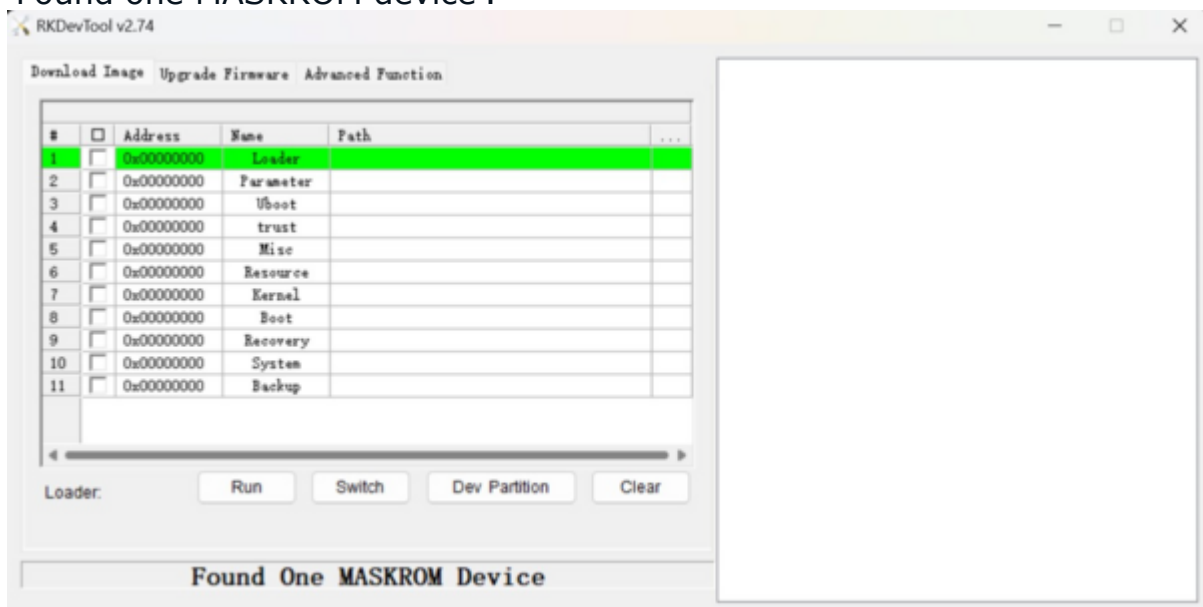 Found one MASKROM device .
RKDevTool v2.74
Download Image Upgrade Firmware Advanced Function
# Address Name Path ...
1 0x00000000 Loader
2 0x00000000 Parameter
3 0x00000000 Uboot
4 0x00000000 trust
5 0x00000000 Misc
6 0x00000000 Resource
7 0x00000000 Kernel
8 0x00000000 Boot
9 0x00000000 Recovery
10 0x00000000 System
11 0x00000000 Backup
Loader: Run Switch Dev Partition Clear
Found One MASKROM Device